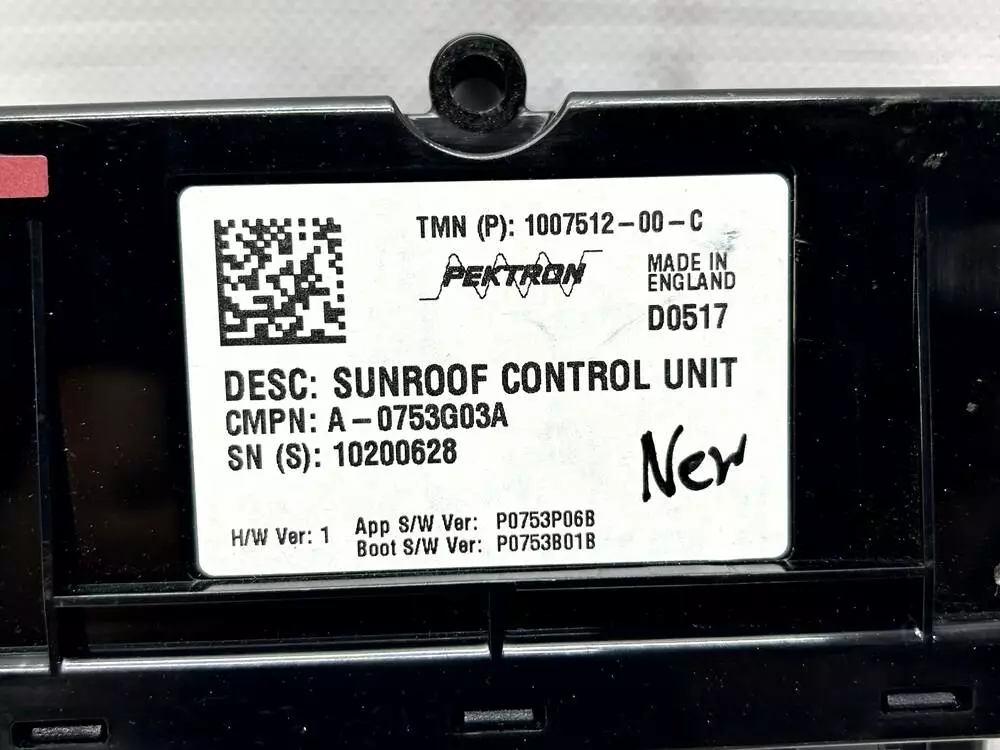 TMN (P): 1007512-00-C
PEKTRON
MADE IN
ENGLAND
D0517
DESC: SUNROOF CONTROL UNIT
CMPN: A-0753G03A
SN (S): 10200628
New
H/W Ver: 1
App S/W Ver: P0753P06B
Boot S/W Ver: P0753B01B